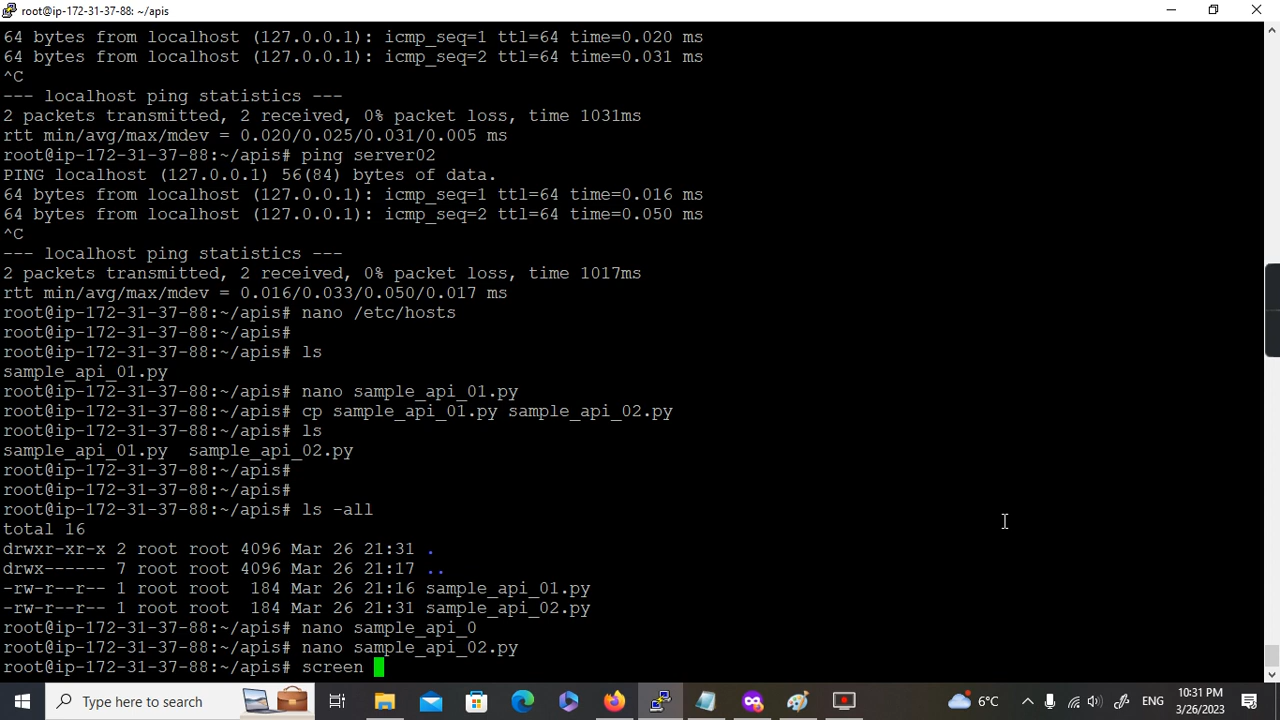 root@ip-172-31-37-88: ~/apis
64 bytes from localhost (127.0.0.1): icmp_seq=1 ttl=64 time=0.020 ms
64 bytes from localhost (127.0.0.1): icmp_seq=2 ttl=64 time=0.031 ms
^C
--- localhost ping statistics ---
2 packets transmitted, 2 received, 0% packet loss, time 1031ms
rtt min/avg/max/mdev = 0.020/0.025/0.031/0.005 ms
root@ip-172-31-37-88:~/apis# ping server02
PING localhost (127.0.0.1) 56(84) bytes of data.
64 bytes from localhost (127.0.0.1): icmp_seq=1 ttl=64 time=0.016 ms
64 bytes from localhost (127.0.0.1): icmp_seq=2 ttl=64 time=0.050 ms
^C
--- localhost ping statistics ---
2 packets transmitted, 2 received, 0% packet loss, time 1017ms
rtt min/avg/max/mdev = 0.016/0.033/0.050/0.017 ms
root@ip-172-31-37-88:~/apis# nano /etc/hosts
root@ip-172-31-37-88:~/apis#
root@ip-172-31-37-88:~/apis# ls
sample_api_01.py
root@ip-172-31-37-88:~/apis# nano sample_api_01.py
root@ip-172-31-37-88:~/apis# cp sample_api_01.py sample_api_02.py
root@ip-172-31-37-88:~/apis# ls
sample_api_01.py  sample_api_02.py
root@ip-172-31-37-88:~/apis#
root@ip-172-31-37-88:~/apis#
root@ip-172-31-37-88:~/apis# ls -all
total 16
drwxr-xr-x 2 root root 4096 Mar 26 21:31 .
drwx------ 7 root root 4096 Mar 26 21:17 ..
-rw-r--r-- 1 root root  184 Mar 26 21:16 sample_api_01.py
-rw-r--r-- 1 root root  184 Mar 26 21:31 sample_api_02.py
root@ip-172-31-37-88:~/apis# nano sample_api_0
root@ip-172-31-37-88:~/apis# nano sample_api_02.py
root@ip-172-31-37-88:~/apis# screen
Type here to search
6°C
ENG
10:31 PM
3/26/2023